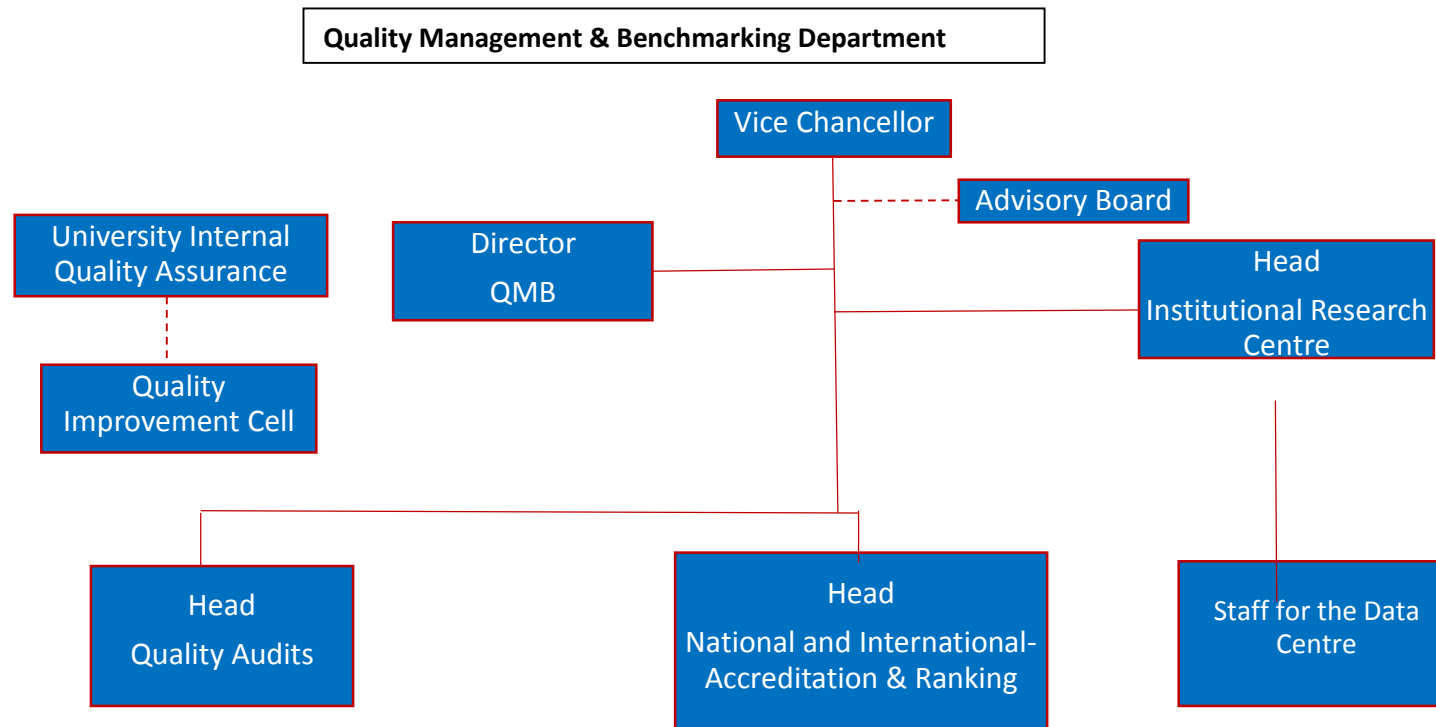 Quality Management & Benchmarking Department
Vice Chancellor
Advisory Board
University Internal
Quality Assurance
Director
QMB
Head
Institutional Research
Centre
Quality
Improvement Cell
Head
Quality Audits
Head
National and International-
Accreditation & Ranking
Staff for the Data
Centre